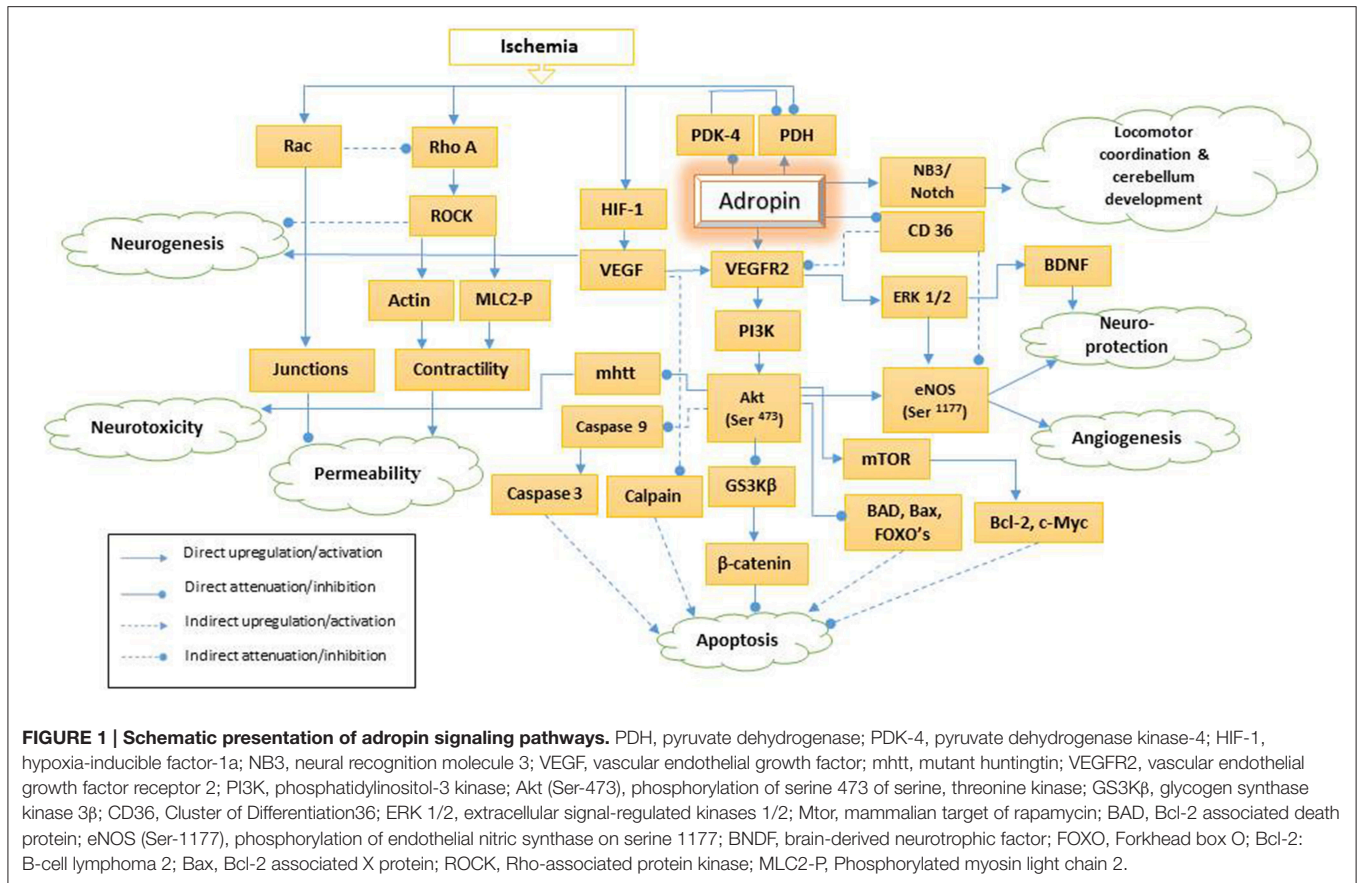 Ischemia
Rac
Rho A
PDK-4
PDH
Locomotor
coordination &
cerebellum
development
NB3/
Notch
Adropin
ROCK
HIF-1
CD 36
Neurogenesis
VEGF
VEGFR2
BDNF
Actin
MLC2-P
ERK 1/2
PI3K
Neuro-
protection
Junctions
Contractility
mhtt
Akt
(Ser 473)
eNOS
(Ser 1177)
Neurotoxicity
Caspase 9
Angiogenesis
Permeability
mTOR
Caspase 3
Calpain
GS3Kβ
BAD, Bax,
FOXO's
Bcl-2, c-Myc
β-catenin
Apoptosis
Direct upregulation/activation
Direct attenuation/inhibition
Indirect upregulation/activation
Indirect attenuation/inhibition
FIGURE 1 | Schematic presentation of adropin signaling pathways. PDH, pyruvate dehydrogenase; PDK-4, pyruvate dehydrogenase kinase-4; HIF-1,
hypoxia-inducible factor-1a; NB3, neural recognition molecule 3; VEGF, vascular endothelial growth factor; mhtt, mutant huntingtin; VEGFR2, vascular endothelial
growth factor receptor 2; PI3K, phosphatidylinositol-3 kinase; Akt (Ser-473), phosphorylation of serine 473 of serine, threonine kinase; GS3Kβ, glycogen synthase
kinase 3β; CD36, Cluster of Differentiation36; ERK 1/2, extracellular signal-regulated kinases 1/2; Mtor, mammalian target of rapamycin; BAD, Bcl-2 associated death
protein; eNOS (Ser-1177), phosphorylation of endothelial nitric synthase on serine 1177; BNDF, brain-derived neurotrophic factor; FOXO, Forkhead box O; Bcl-2:
B-cell lymphoma 2; Bax, Bcl-2 associated X protein; ROCK, Rho-associated protein kinase; MLC2-P, Phosphorylated myosin light chain 2.